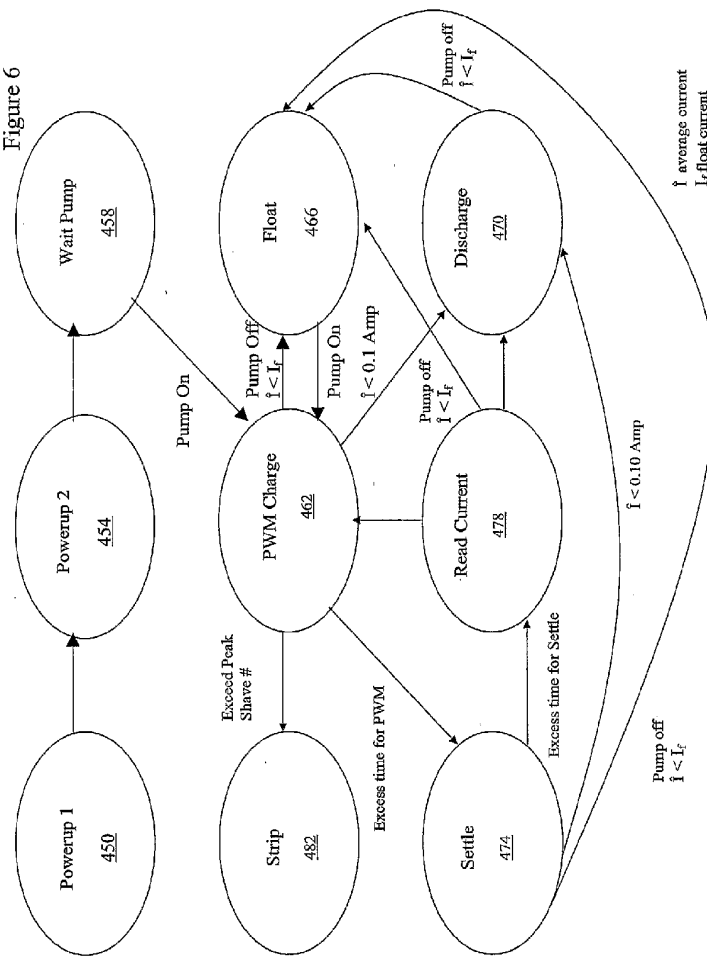 Figure 6
Powerup 1
450
Powerup 2
454
Wait Pump
458
Pump On
Strip
482
Exceed Peak
Shave #
PWM Charge
462
Pump Off
Î < If
Pump On
Float
466
Î < 0.1 Amp
Pump off
Î < If
Pump off
Î < If
Excess time for PWM
Settle
474
Excess time for Settle
Read Current
478
Discharge
470
Î < 0.10 Amp
Pump off
Î < If
Î average current
If float current